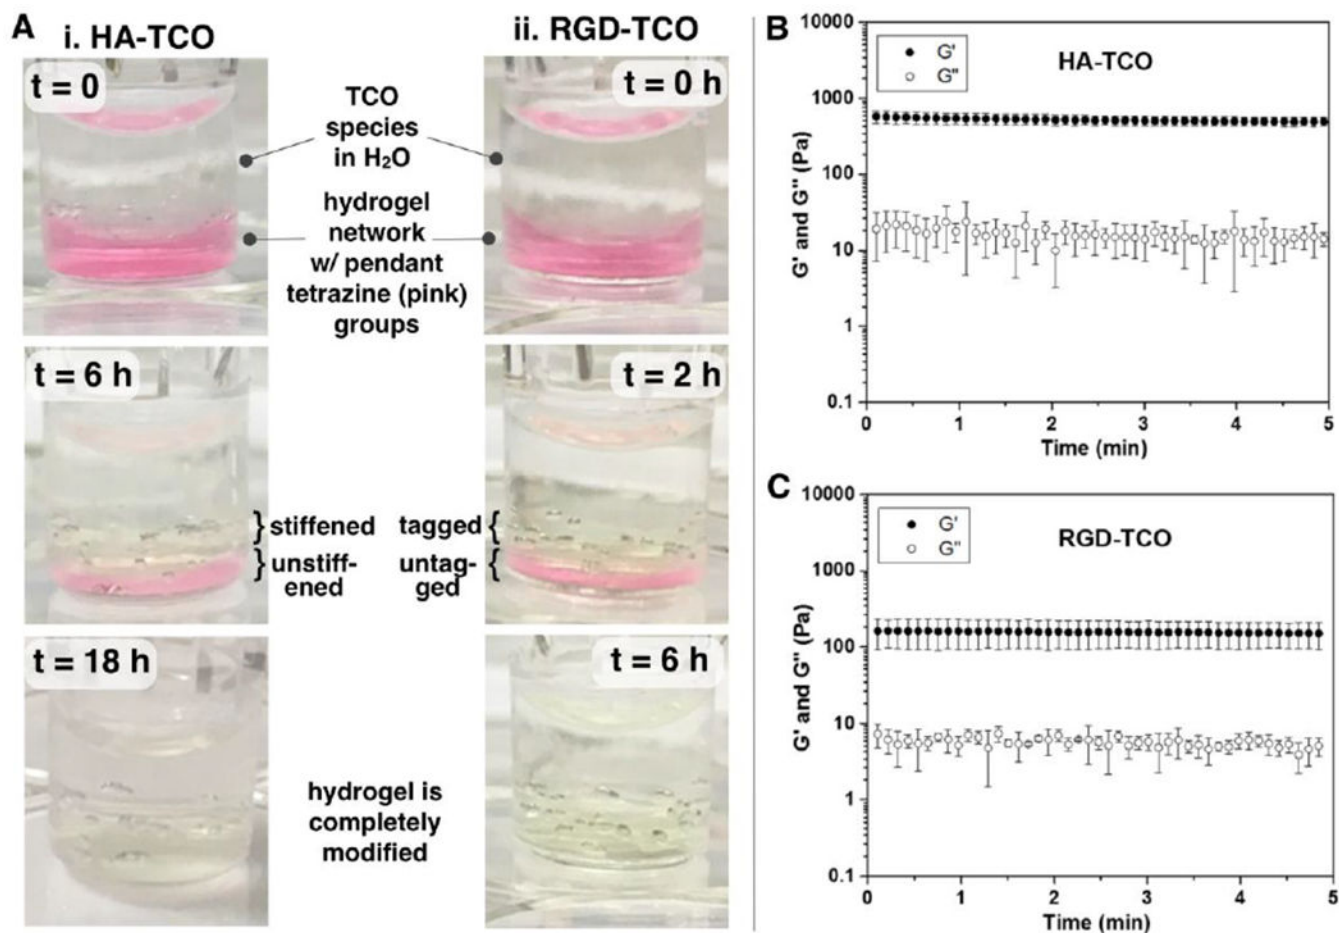 A
i. HA-TCO
ii. RGD-TCO
t = 0
t = 0 h
TCO
species
in H₂O
hydrogel
network
w/ pendant
tetrazine (pink)
groups
t = 6 h
t = 2 h
} stiffened
tagged {
} unstiff-
ened
untag- {
ged
t = 18 h
t = 6 h
hydrogel is
completely
modified
B
10000
1000
100
10
1
0.1
G' and G" (Pa)
G'
G"
HA-TCO
0 1 2 3 4 5
Time (min)
C
10000
1000
100
10
1
0.1
G' and G" (Pa)
G'
G"
RGD-TCO
0 1 2 3 4 5
Time (min)